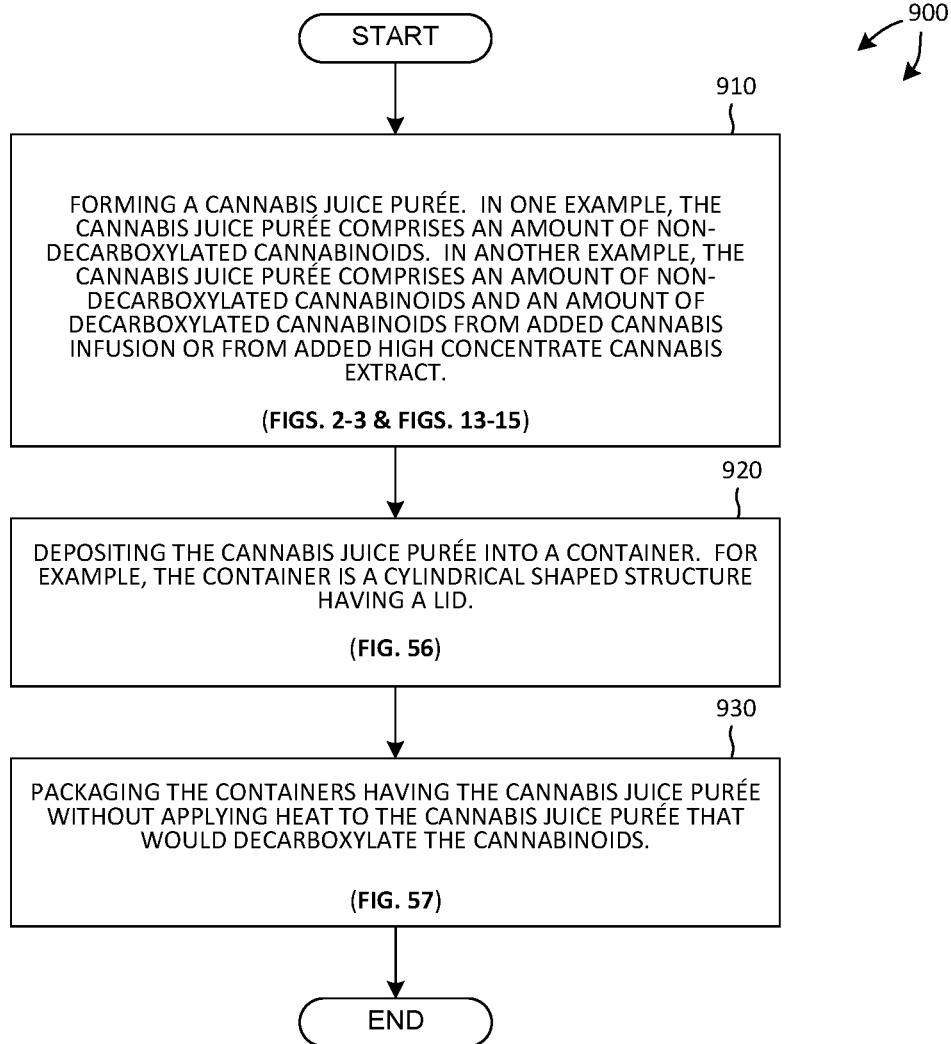 900
START
910
FORMING A CANNABIS JUICE PURÉE. IN ONE EXAMPLE, THE
CANNABIS JUICE PURÉE COMPRISES AN AMOUNT OF NON-
DECARBOXYLATED CANNABINOIDS. IN ANOTHER EXAMPLE, THE
CANNABIS JUICE PURÉE COMPRISES AN AMOUNT OF NON-
DECARBOXYLATED CANNABINOIDS AND AN AMOUNT OF
DECARBOXYLATED CANNABINOIDS FROM ADDED CANNABIS
INFUSION OR FROM ADDED HIGH CONCENTRATE CANNABIS
EXTRACT.
(FIGS. 2-3 & FIGS. 13-15)
920
DEPOSITING THE CANNABIS JUICE PURÉE INTO A CONTAINER. FOR
EXAMPLE, THE CONTAINER IS A CYLINDRICAL SHAPED STRUCTURE
HAVING A LID.
(FIG. 56)
930
PACKAGING THE CONTAINERS HAVING THE CANNABIS JUICE PURÉE
WITHOUT APPLYING HEAT TO THE CANNABIS JUICE PURÉE THAT
WOULD DECARBOXYLATE THE CANNABINOIDS.
(FIG. 57)
END